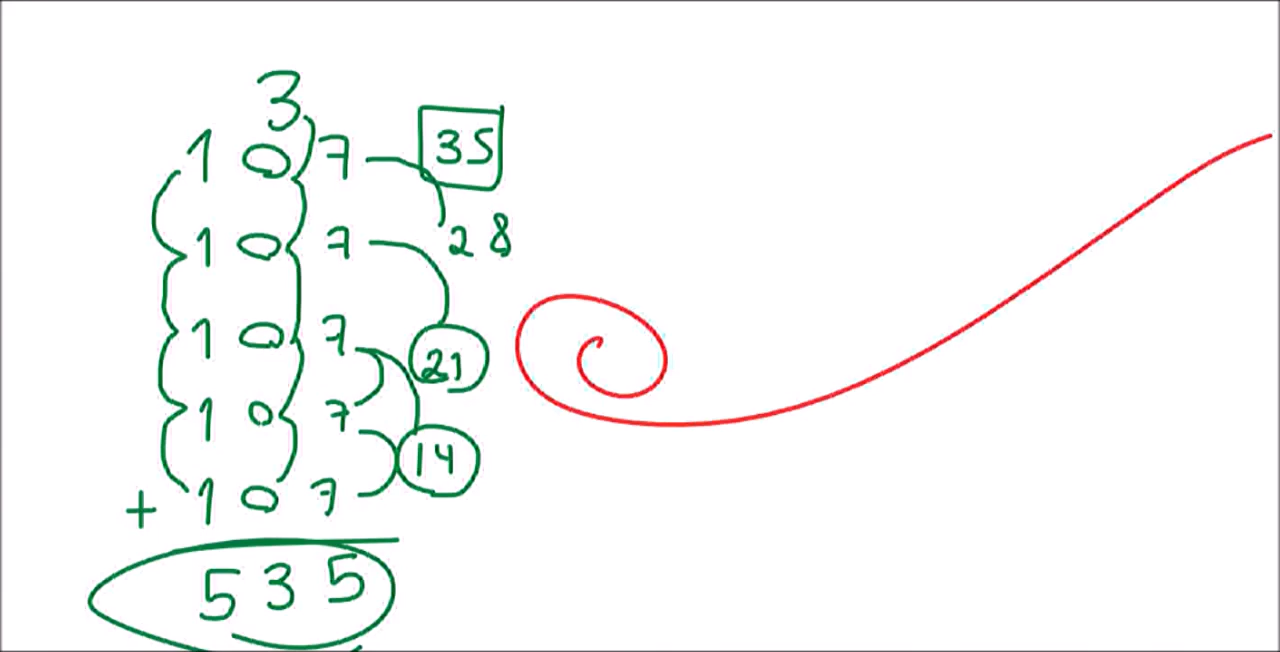 3
1 0 7 35
28
1 0 7
1 0 7 21
1 0 7
14
+ 1 0 7
5 3 5